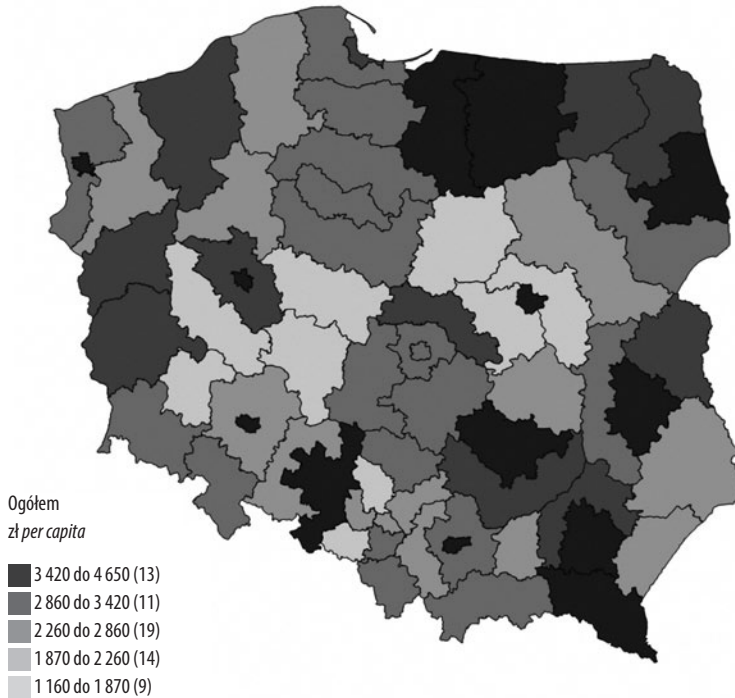 Ogółem
zł per capita
3 420 do 4 650 (13)
2 860 do 3 420 (11)
2 260 do 2 860 (19)
1 870 do 2 260 (14)
1 160 do 1 870 (9)